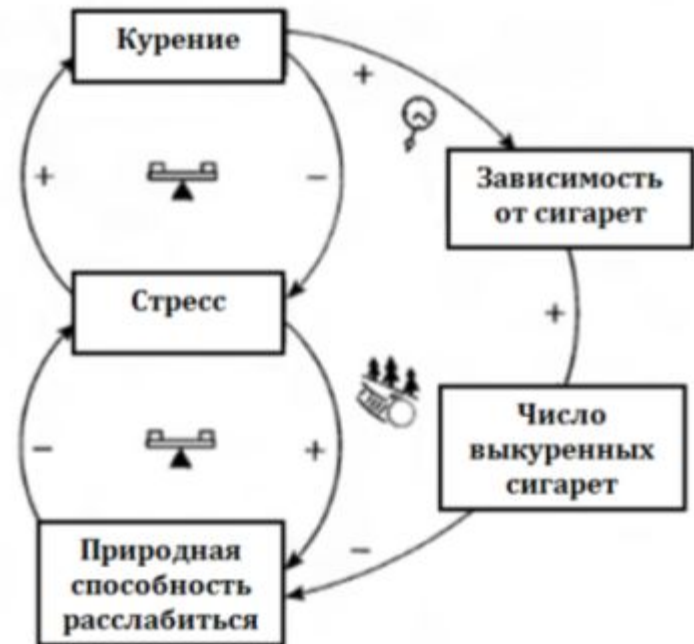 Курение
+
+
−
Зависимость
от сигарет
Стресс
+
−
+
Число
выкуренных
сигарет
−
Природная
способность
расслабиться